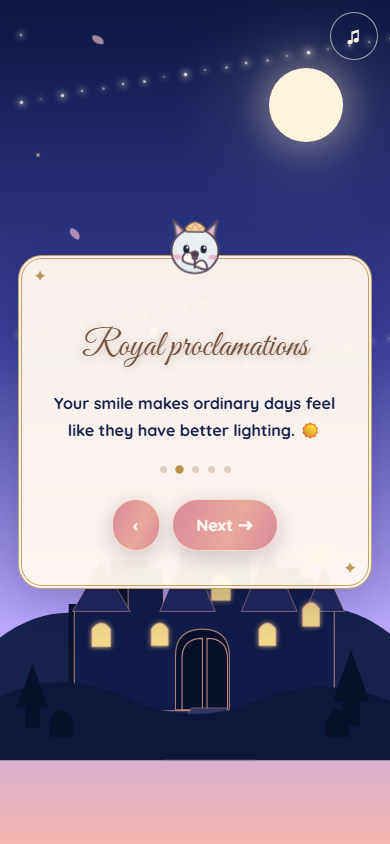 Royal proclamations
Your smile makes ordinary days feel
like they have better lighting. 🌼
‹
Next →